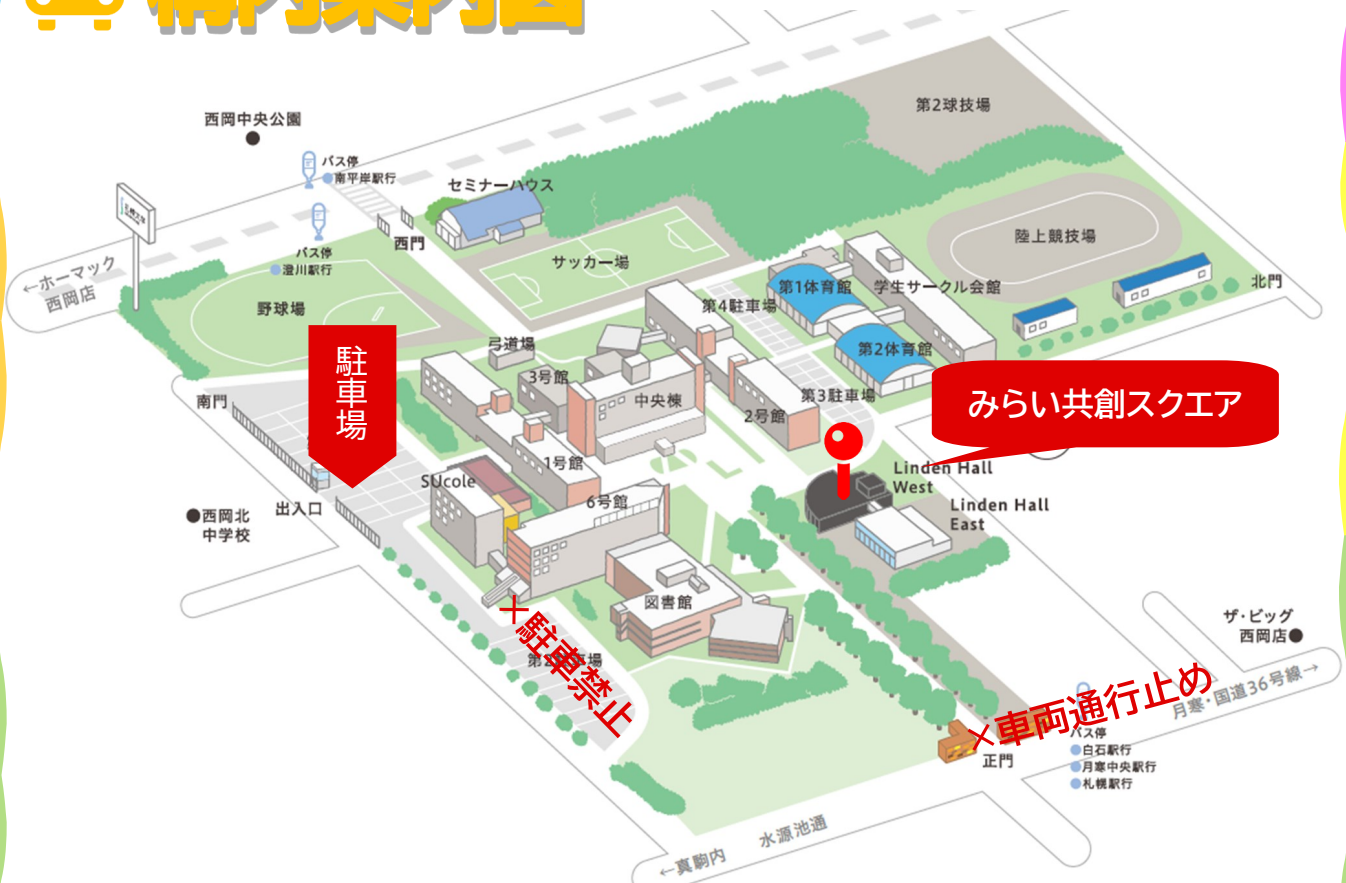 構内案内図
第2球技場
西岡中央公園
バス停
南平岸駅行
セミナーハウス
バス停
澄川駅行
西門
サッカー場
陸上競技場
←ホーマック
西岡店
野球場
第4駐車場
第1体育館
学生サークル会館
北門
弓道場
3号館
中央棟
第2体育館
第3駐車場
2号館
駐車場
みらい共創スクエア
南門
1号館
SUcole
6号館
Linden Hall
West
Linden Hall
East
出入口
●西岡北
中学校
図書館
×駐車禁止
ザ・ビッグ
西岡店●
月寒・国道36号線→
×車両通行止め
正門
バス停
白石駅行
月寒中央駅行
札幌駅行
水源池通
←真駒内